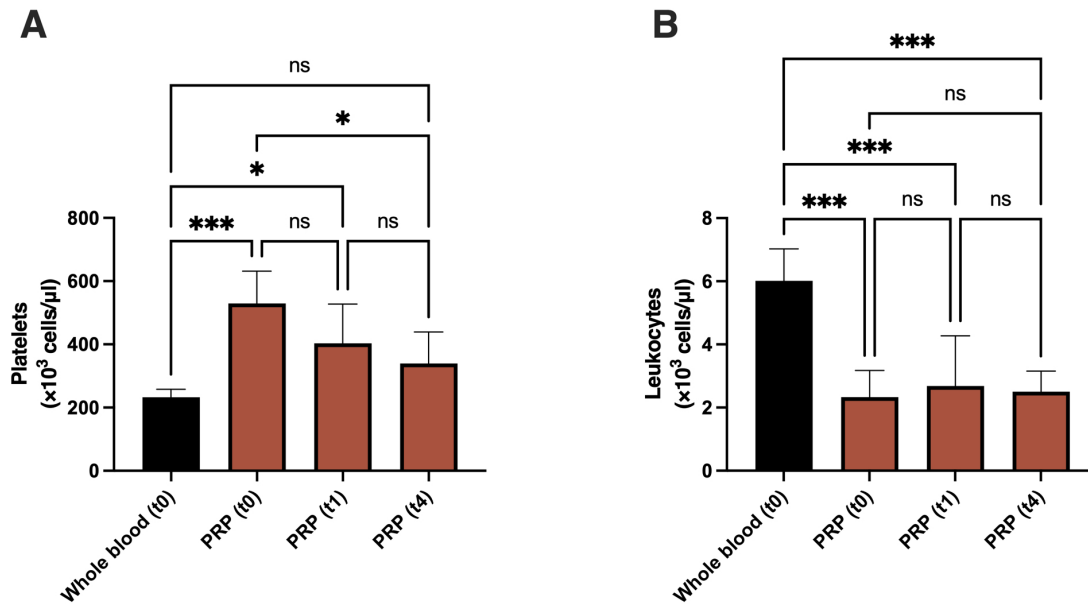 A
ns
*
*
***
ns
ns
800
600
400
200
0
Platelets
(×10³ cells/µl)
Whole blood (t0)
PRP (t0)
PRP (t1)
PRP (t4)
B
***
ns
***
***
ns
ns
8
6
4
2
0
Leukocytes
(×10³ cells/µl)
Whole blood (t0)
PRP (t0)
PRP (t1)
PRP (t4)